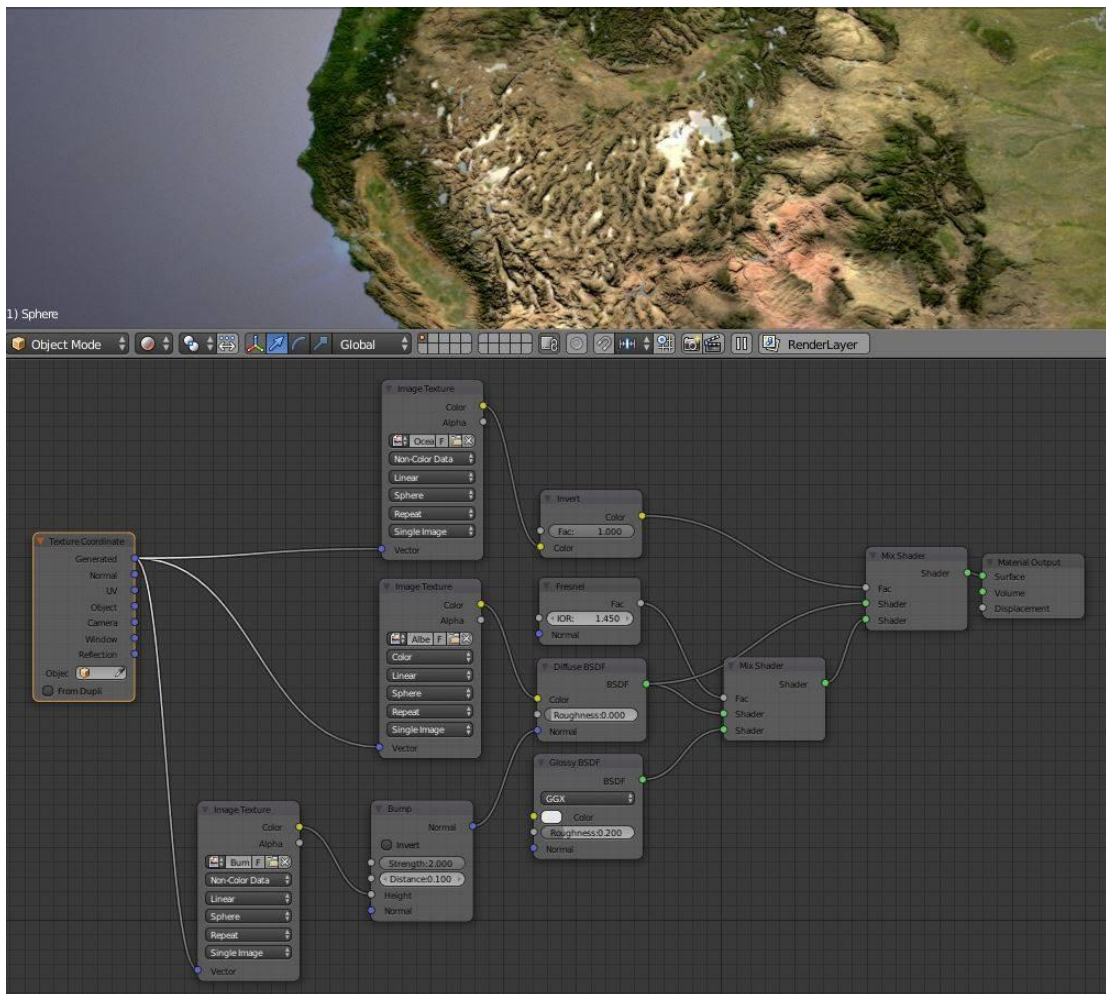 1) Sphere
Object Mode
Global
RenderLayer
Image Texture
Color
Alpha
Ocea F
Non-Color Data
Linear
Sphere
Repeat
Single Image
Vector
Invert
Color
Fac: 1.000
Color
Texture Coordinate
Generated
Normal
UV
Object
Camera
Window
Reflection
Objec
From Dupli
Image Texture
Color
Alpha
Albe F
Color
Linear
Sphere
Repeat
Single Image
Vector
Fresnel
Fac
IOR: 1.450
Normal
Diffuse BSDF
BSDF
Color
Roughness:0.000
Normal
Glossy BSDF
BSDF
GGX
Color
Roughness:0.200
Normal
Mix Shader
Shader
Fac
Shader
Shader
Mix Shader
Shader
Fac
Shader
Shader
Material Output
Surface
Volume
Displacement
Image Texture
Color
Alpha
Bum F
Non-Color Data
Linear
Sphere
Repeat
Single Image
Vector
Bump
Normal
Invert
Strength:2.000
Distance:0.100
Height
Normal